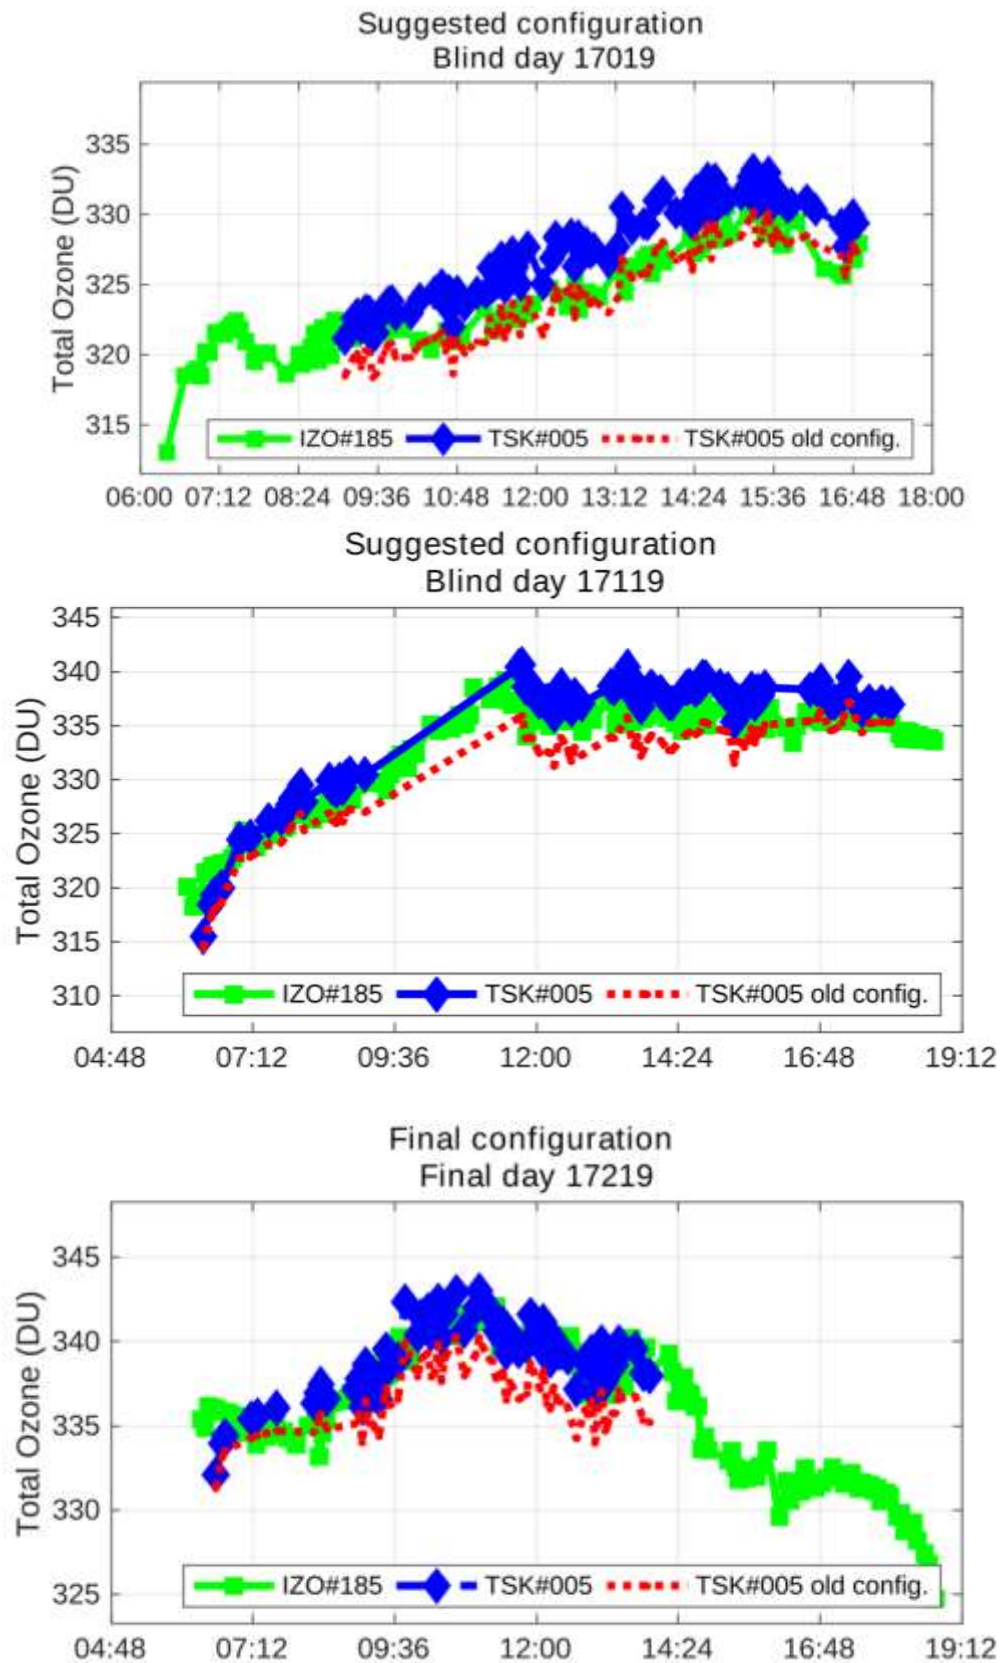 Suggested configuration
Blind day 17019
Total Ozone (DU)
335
330
325
320
315
IZO#185 TSK#005 TSK#005 old config.
06:00 07:12 08:24 09:36 10:48 12:00 13:12 14:24 15:36 16:48 18:00
Suggested configuration
Blind day 17119
Total Ozone (DU)
345
340
335
330
325
320
315
310
IZO#185 TSK#005 TSK#005 old config.
04:48 07:12 09:36 12:00 14:24 16:48 19:12
Final configuration
Final day 17219
Total Ozone (DU)
345
340
335
330
325
IZO#185 TSK#005 TSK#005 old config.
04:48 07:12 09:36 12:00 14:24 16:48 19:12